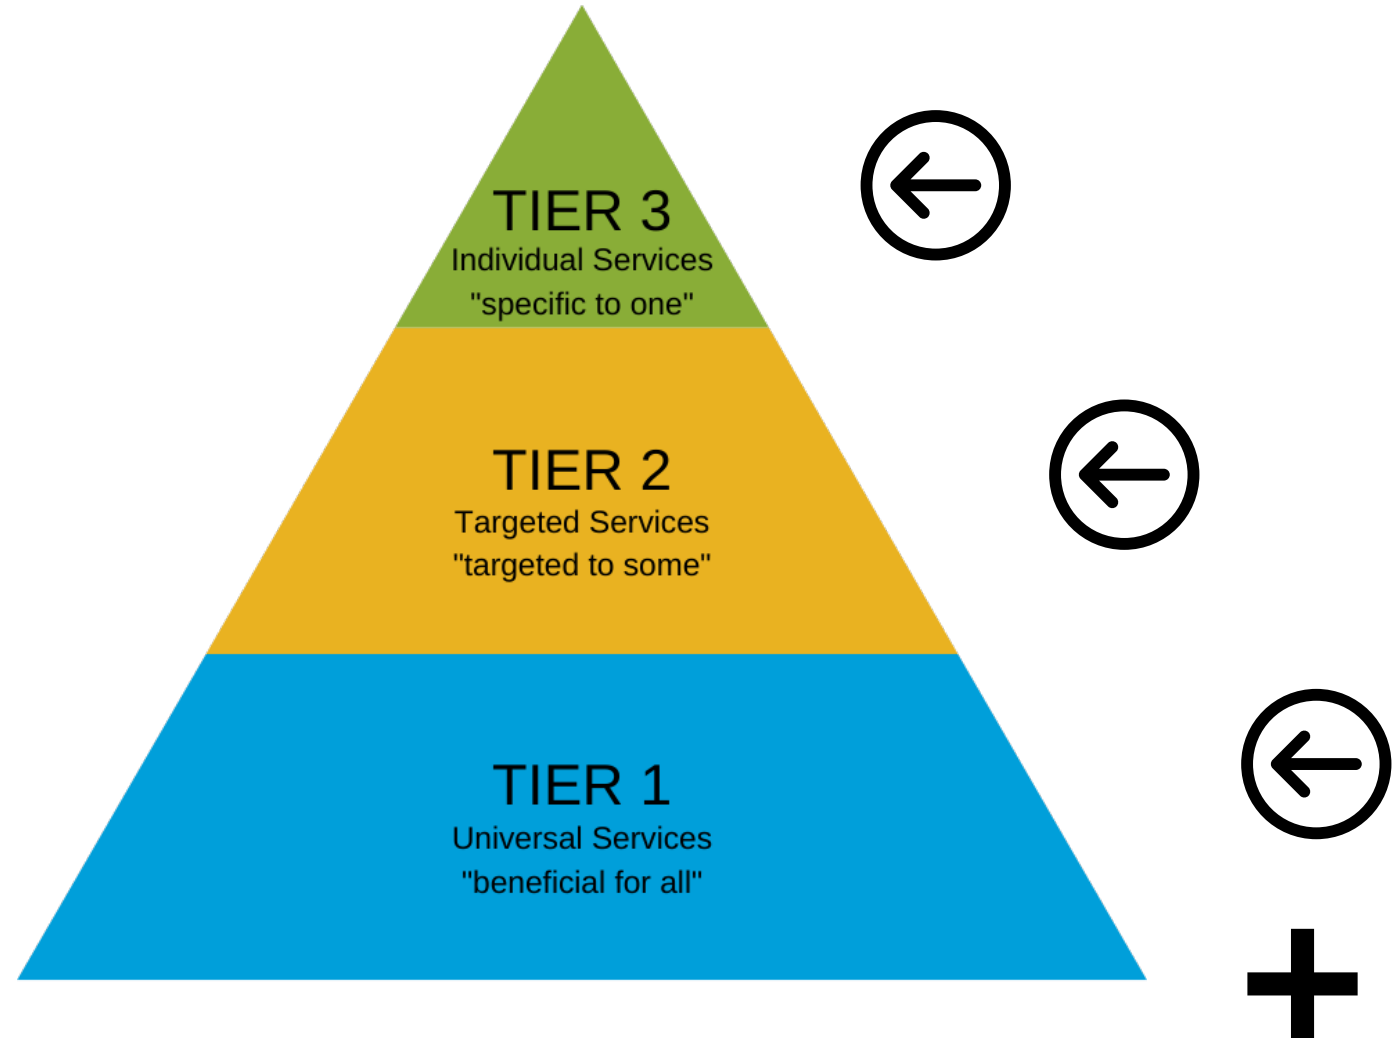 TIER 3
Individual Services
"specific to one"
TIER 2
Targeted Services
"targeted to some"
TIER 1
Universal Services
"beneficial for all"